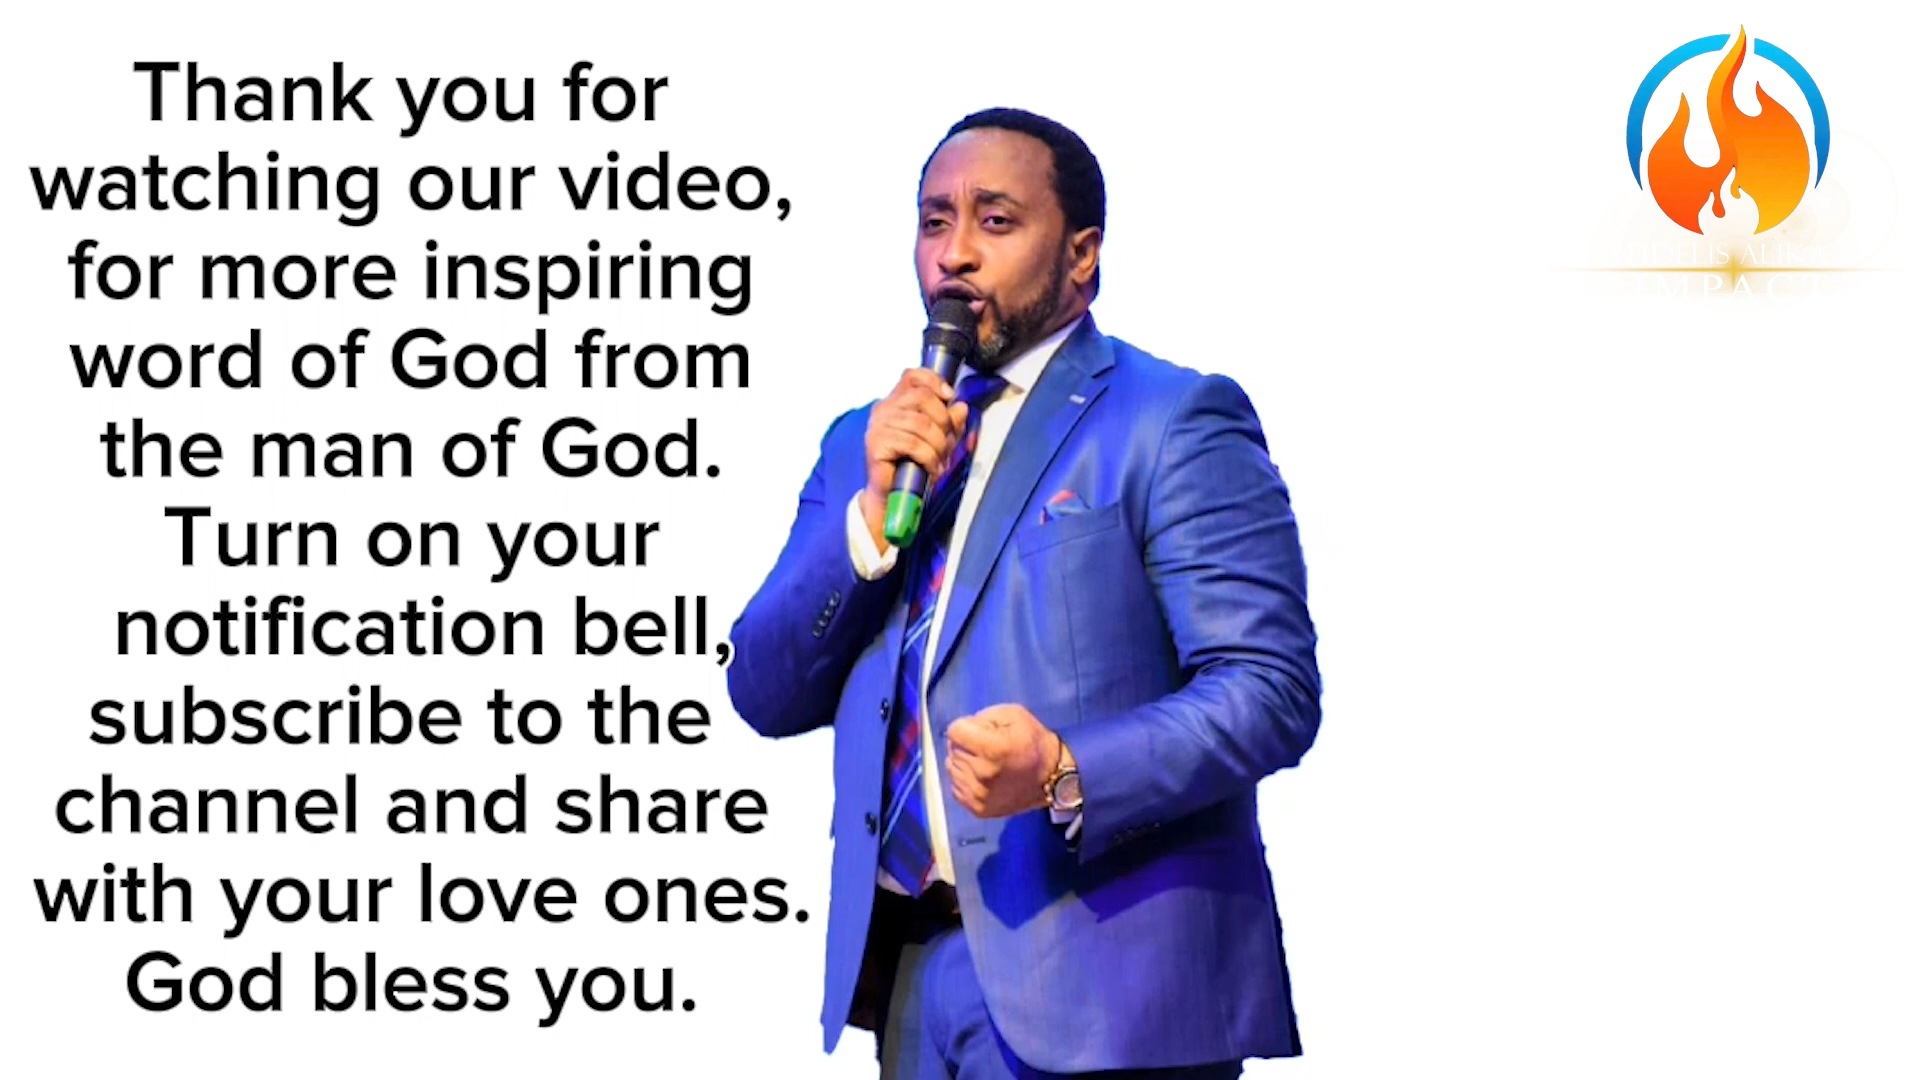 Thank you for
watching our video,
for more inspiring
word of God from
the man of God.
Turn on your
notification bell,
subscribe to the
channel and share
with your love ones.
God bless you.